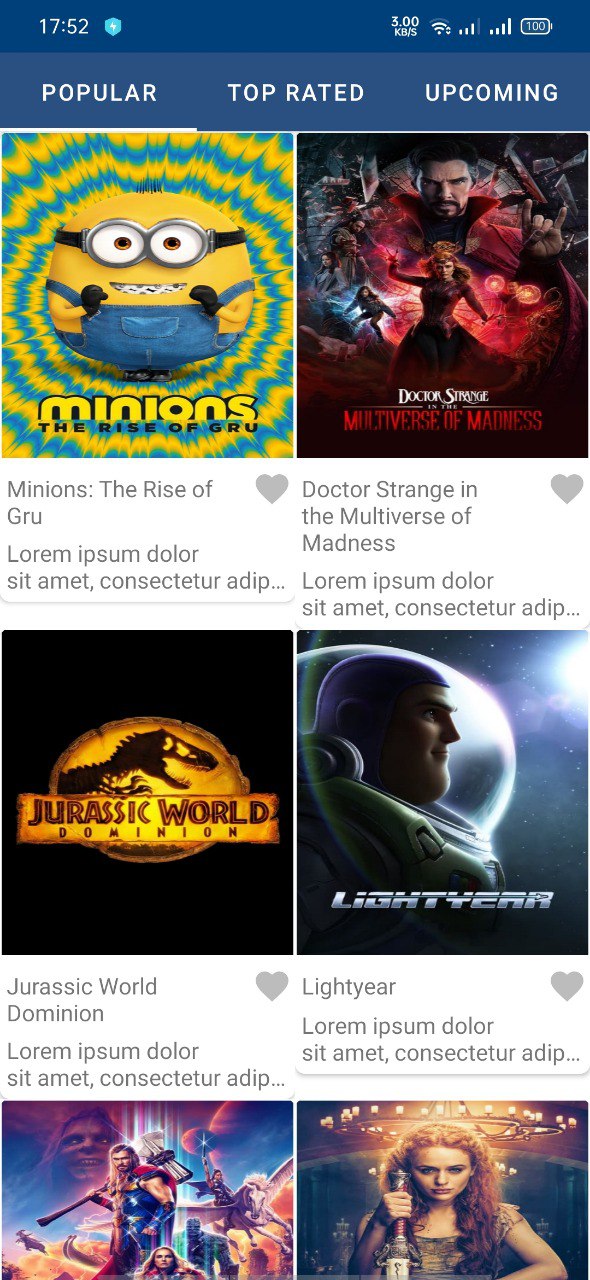 17:52
3.00
KB/S
100
POPULAR
TOP RATED
UPCOMING
minions
THE RISE OF GRU
DOCTOR STRANGE
IN THE
MULTIVERSE OF MADNESS
Minions: The Rise of
Gru
Lorem ipsum dolor
sit amet, consectetur adip...
Doctor Strange in
the Multiverse of
Madness
Lorem ipsum dolor
sit amet, consectetur adip...
JURASSIC WORLD
DOMINION
LIGHTYEAR
Jurassic World
Dominion
Lorem ipsum dolor
sit amet, consectetur adip...
Lightyear
Lorem ipsum dolor
sit amet, consectetur adip...